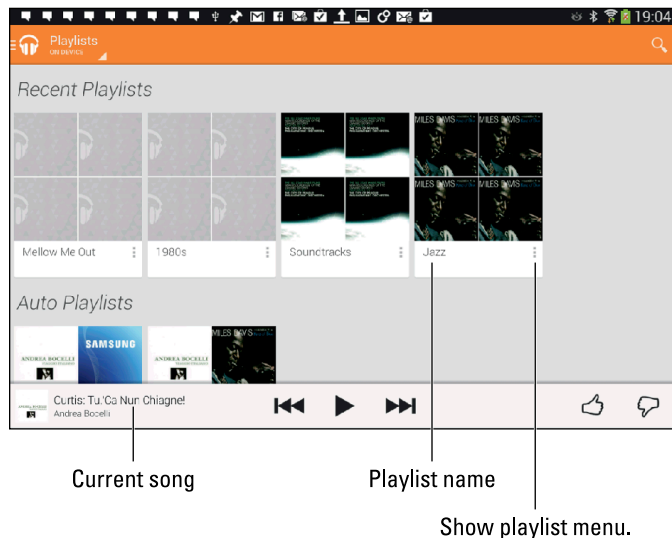 19:04
Playlists
ON DEVICE
Recent Playlists
MILES DAVIS MILES DAVIS
MILES DAVIS MILES DAVIS
Mellow Me Out 1980s Soundtracks Jazz
Auto Playlists
SAMSUNG MILES DAVIS
ANDREA BOCELLI ANDREA BOCELLI
Curtis: Tu,'Ca Nun Chiagne!
Andrea Bocelli
Current song Playlist name
Show playlist menu.